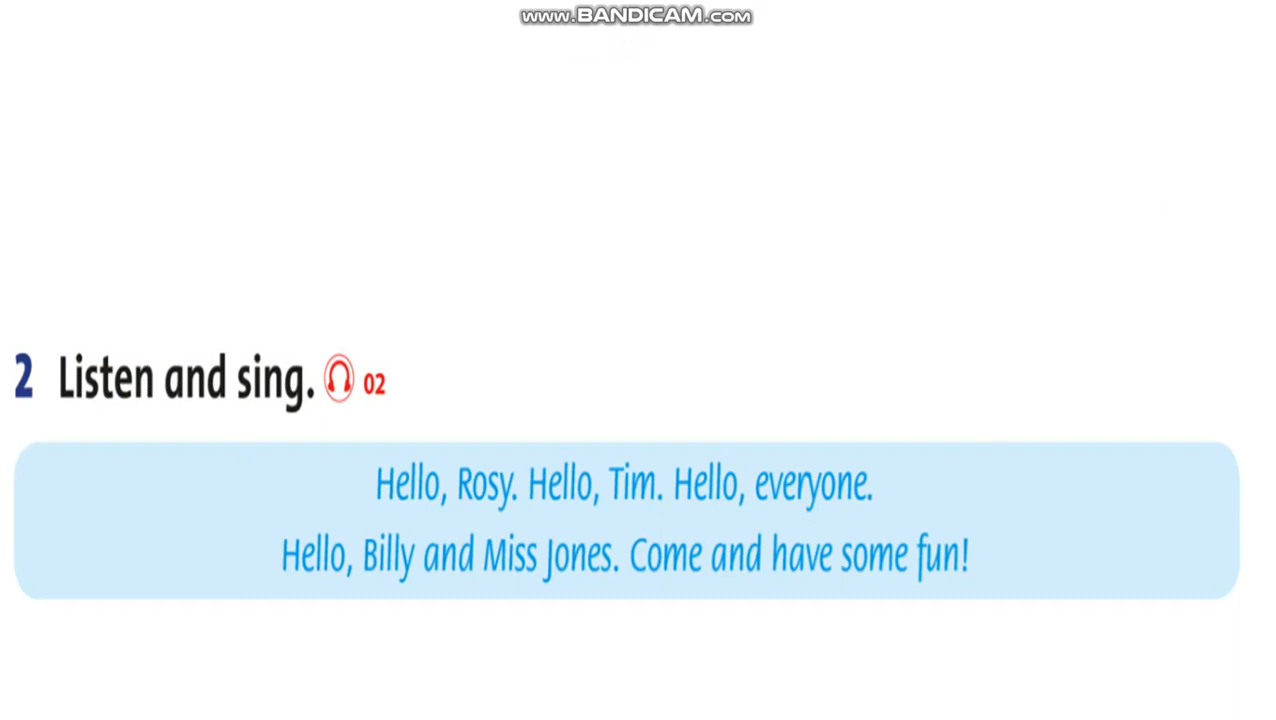 www.BANDICAM.com
2 Listen and sing. 02
Hello, Rosy. Hello, Tim. Hello, everyone.
Hello, Billy and Miss Jones. Come and have some fun!